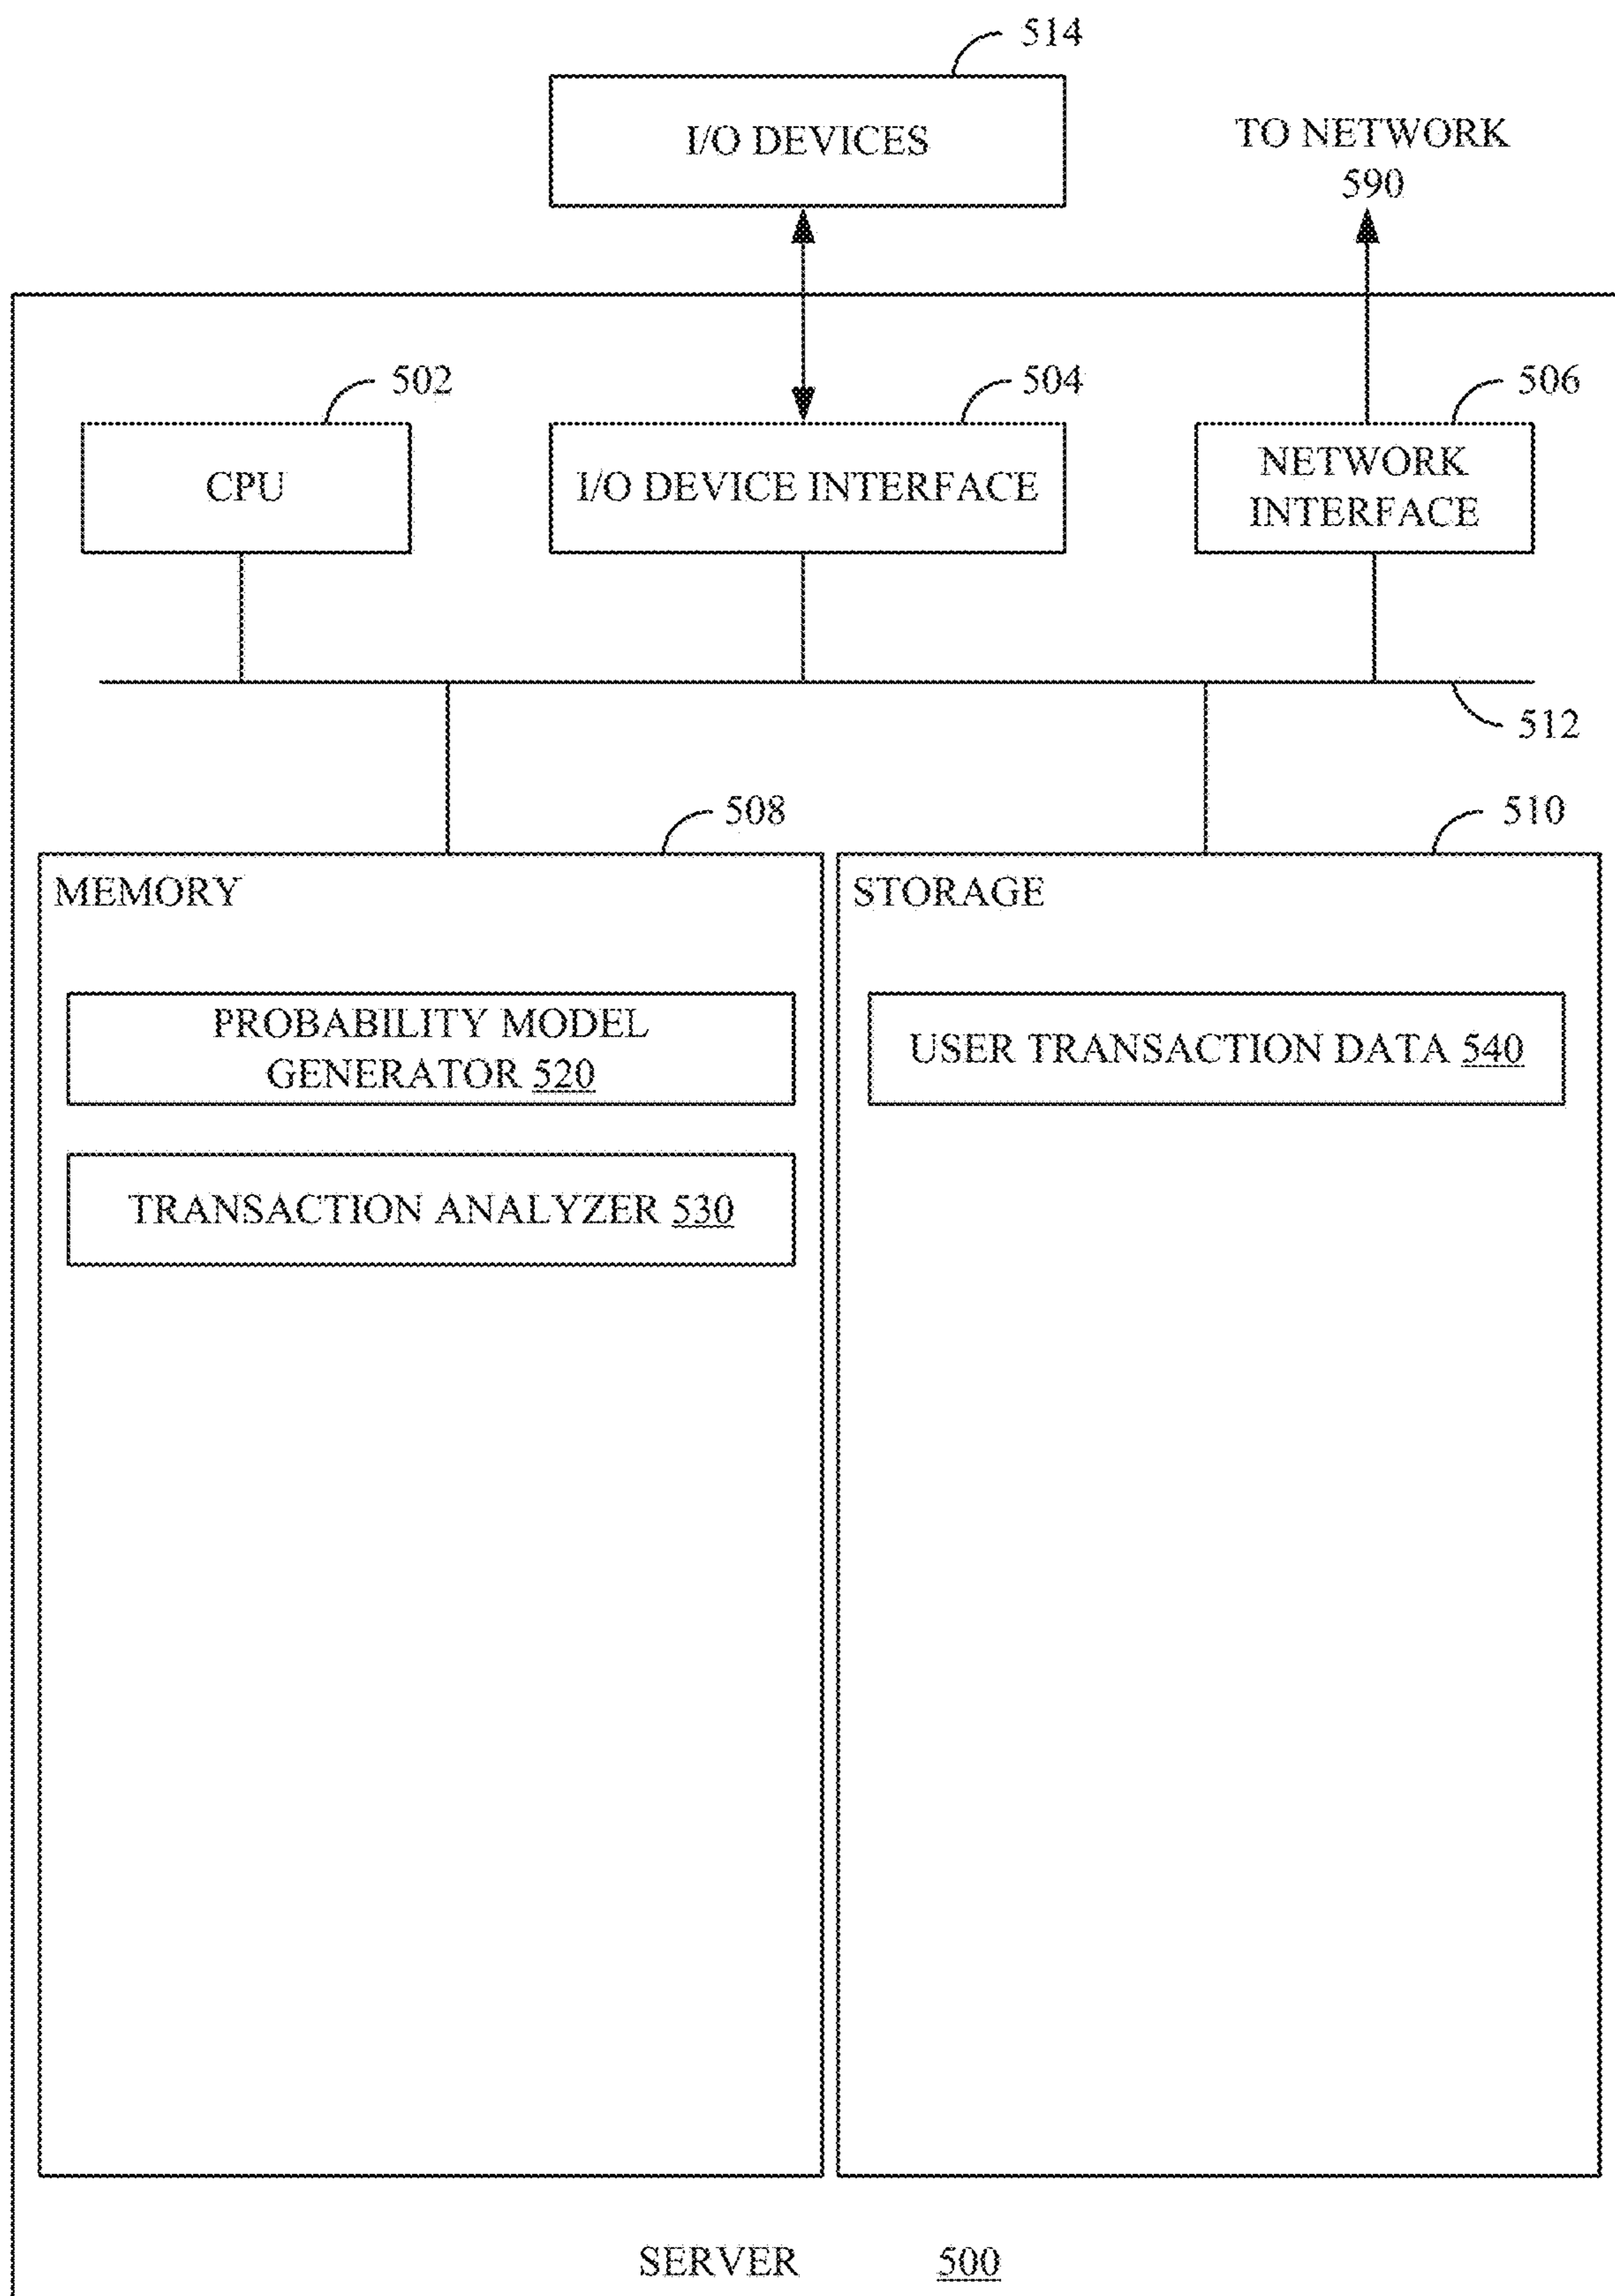 514
I/O DEVICES
TO NETWORK
590
502
504
506
CPU
I/O DEVICE INTERFACE
NETWORK
INTERFACE
512
508
510
MEMORY
STORAGE
PROBABILITY MODEL
GENERATOR 520
USER TRANSACTION DATA 540
TRANSACTION ANALYZER 530
SERVER 500